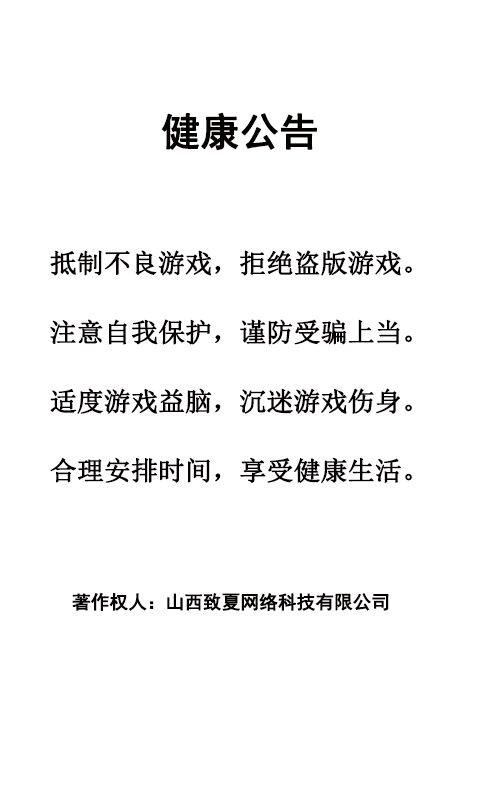 健康公告
抵制不良游戏，拒绝盗版游戏。
注意自我保护，谨防受骗上当。
适度游戏益脑，沉迷游戏伤身。
合理安排时间，享受健康生活。
著作权人：山西致夏网络科技有限公司